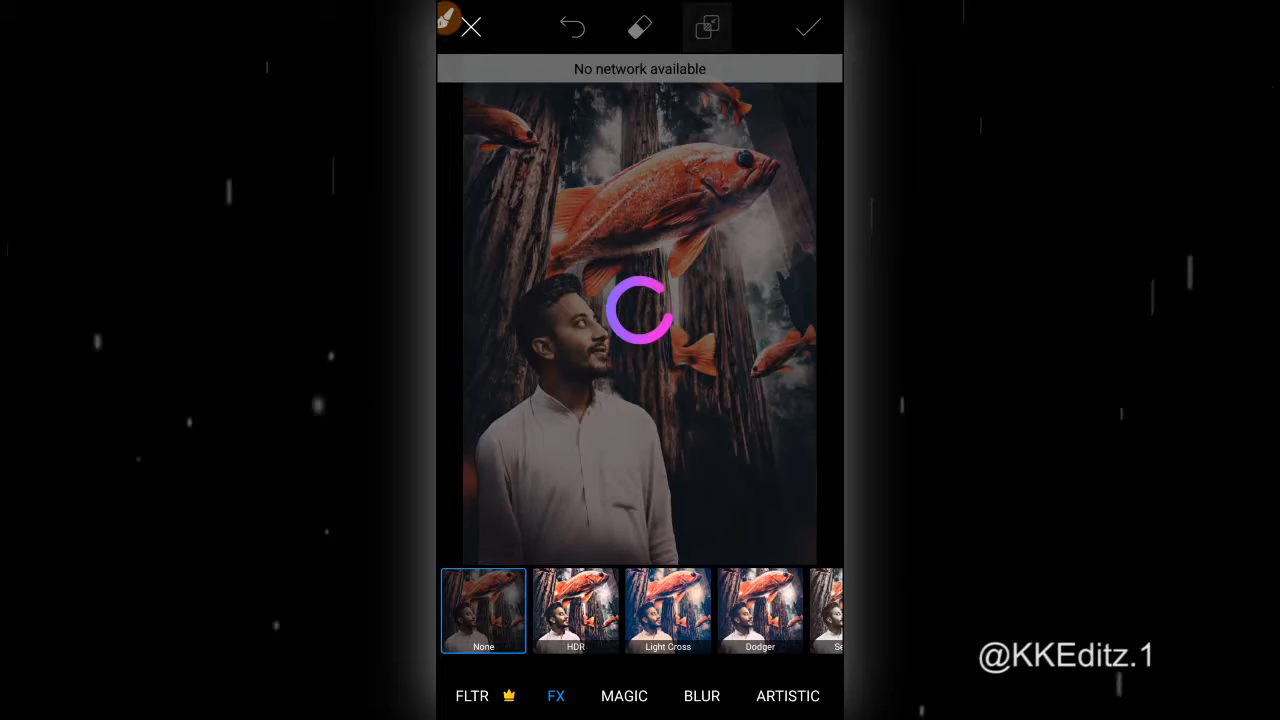 No network available
None
HDR
Light Cross
Dodger
FLTR
FX
MAGIC
BLUR
ARTISTIC
@KKEditz.1